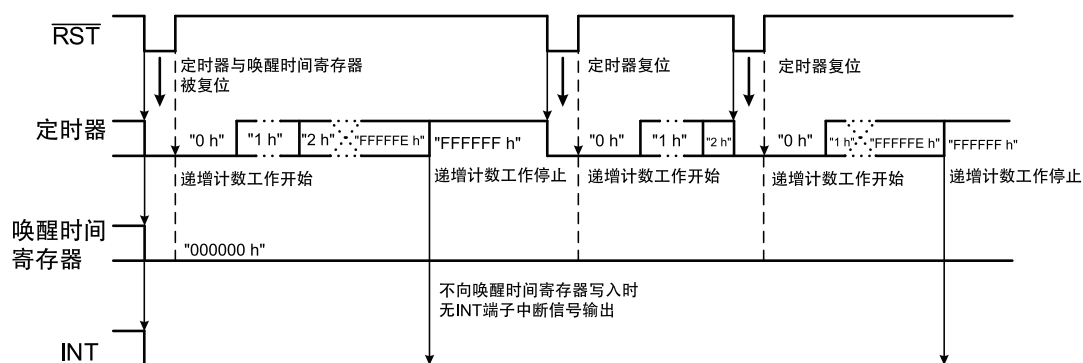 RST
定时器与唤醒时间寄存器
被复位
定时器复位
定时器复位
定时器
"0 h"
"1 h"
"2 h"
"FFFFFE h"
"FFFFFF h"
"0 h"
"1 h"
"2 h"
"0 h"
"1 h"
"FFFFFE h"
"FFFFFF h"
递增计数工作开始
递增计数工作停止
递增计数工作开始
递增计数工作开始
递增计数工作停止
唤醒时间
寄存器
"000000 h"
不向唤醒时间寄存器写入时
无INT端子中断信号输出
INT